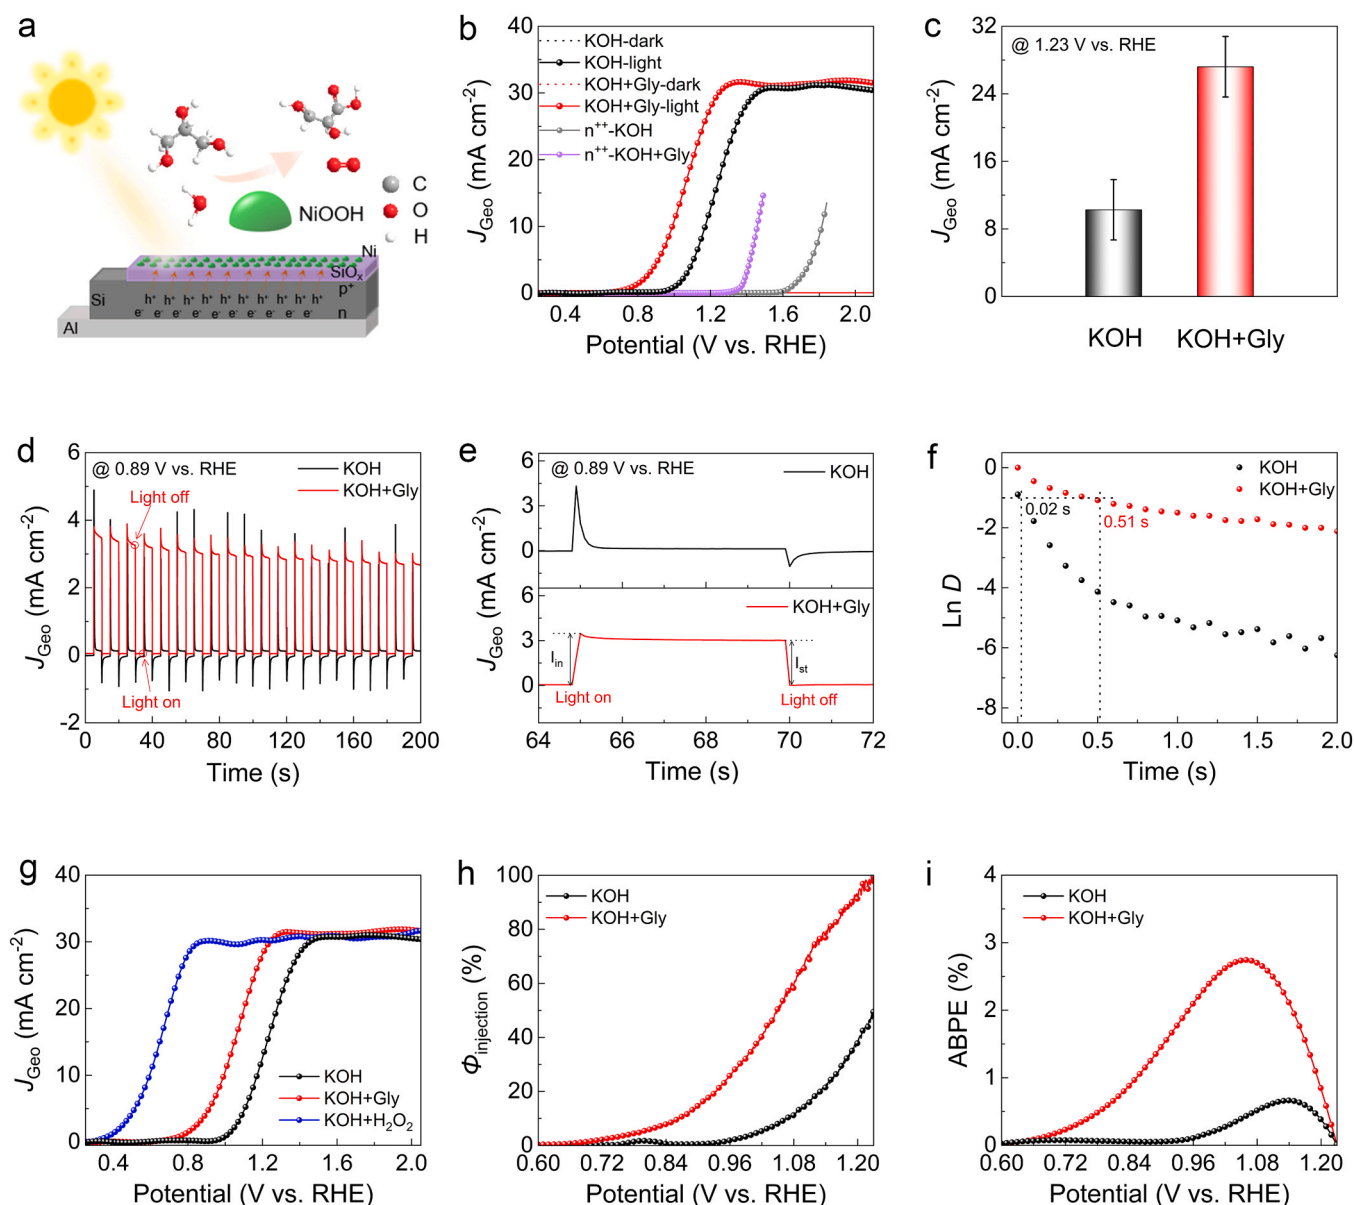 a
C
O
H
NiOOH
Ni
SiOx
p+
n
Si
Al
h+ h+ h+ h+ h+ h+ h+ h+ h+
e- e- e- e- e- e- e- e-
b
KOH-dark
KOH-light
KOH+Gly-dark
KOH+Gly-light
n++-KOH
n++-KOH+Gly
40
30
20
10
0
0.4 0.8 1.2 1.6 2.0
JGeo (mA cm-2)
Potential (V vs. RHE)
c
@ 1.23 V vs. RHE
32
24
16
8
0
JGeo (mA cm-2)
KOH KOH+Gly
d
@ 0.89 V vs. RHE
KOH
KOH+Gly
Light off
Light on
6
4
2
0
-2
0 40 80 120 160 200
JGeo (mA cm-2)
Time (s)
e
@ 0.89 V vs. RHE
KOH
6
3
0
KOH+Gly
6
3
0
Iin
Ist
Light on
Light off
64 66 68 70 72
JGeo (mA cm-2)
JGeo (mA cm-2)
Time (s)
f
KOH
KOH+Gly
0.02 s
0.51 s
0
-2
-4
-6
-8
0.0 0.5 1.0 1.5 2.0
Ln D
Time (s)
g
40
30
20
10
0
KOH
KOH+Gly
KOH+H2O2
0.4 0.8 1.2 1.6 2.0
JGeo (mA cm-2)
Potential (V vs. RHE)
h
KOH
KOH+Gly
100
80
60
40
20
0
0.60 0.72 0.84 0.96 1.08 1.20
Φinjection (%)
Potential (V vs. RHE)
i
KOH
KOH+Gly
4
3
2
1
0
0.60 0.72 0.84 0.96 1.08 1.20
ABPE (%)
Potential (V vs. RHE)